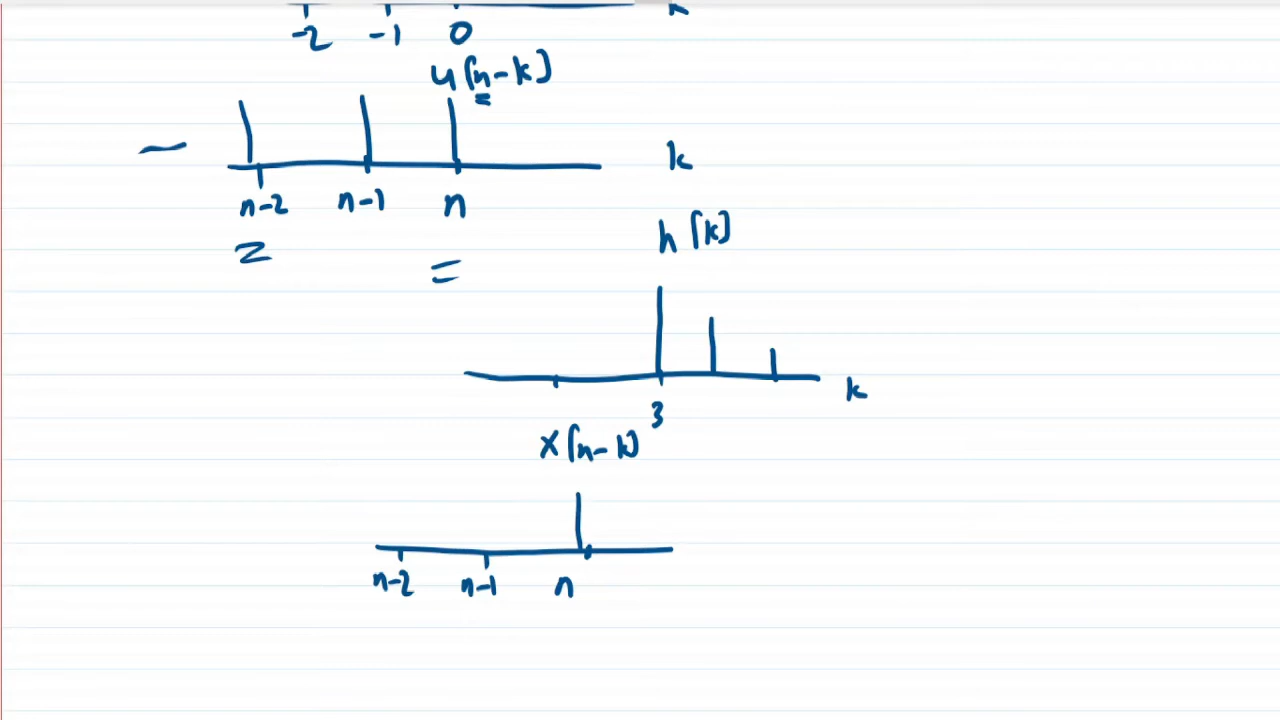 -2 -1 0
u[n-k]
k
n-2 n-1 n
h[k]
k
3
x[n-k]
n-2 n-1 n